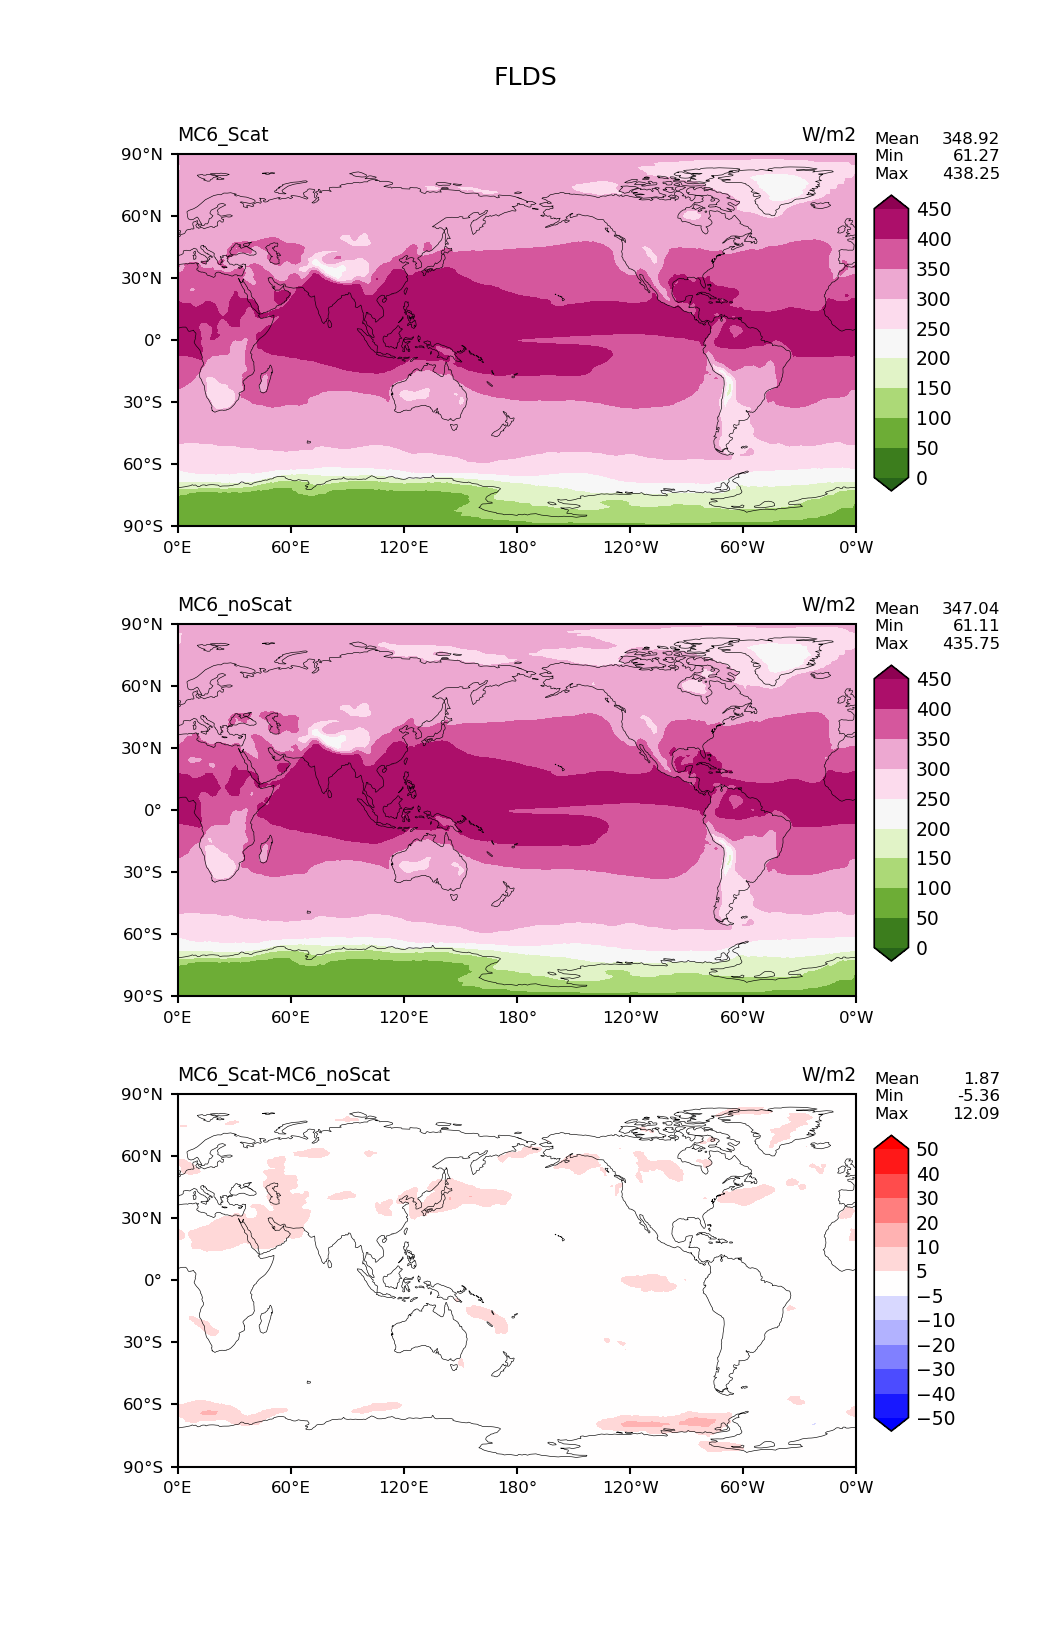 FLDS
MC6_Scat W/m2
Mean 348.92
Min 61.27
Max 438.25
90°N
60°N
30°N
0°
30°S
60°S
90°S
0°E 60°E 120°E 180° 120°W 60°W 0°W
450
400
350
300
250
200
150
100
50
0
MC6_noScat W/m2
Mean 347.04
Min 61.11
Max 435.75
90°N
60°N
30°N
0°
30°S
60°S
90°S
0°E 60°E 120°E 180° 120°W 60°W 0°W
450
400
350
300
250
200
150
100
50
0
MC6_Scat-MC6_noScat W/m2
Mean 1.87
Min -5.36
Max 12.09
90°N
60°N
30°N
0°
30°S
60°S
90°S
0°E 60°E 120°E 180° 120°W 60°W 0°W
50
40
30
20
10
5
−5
−10
−20
−30
−40
−50